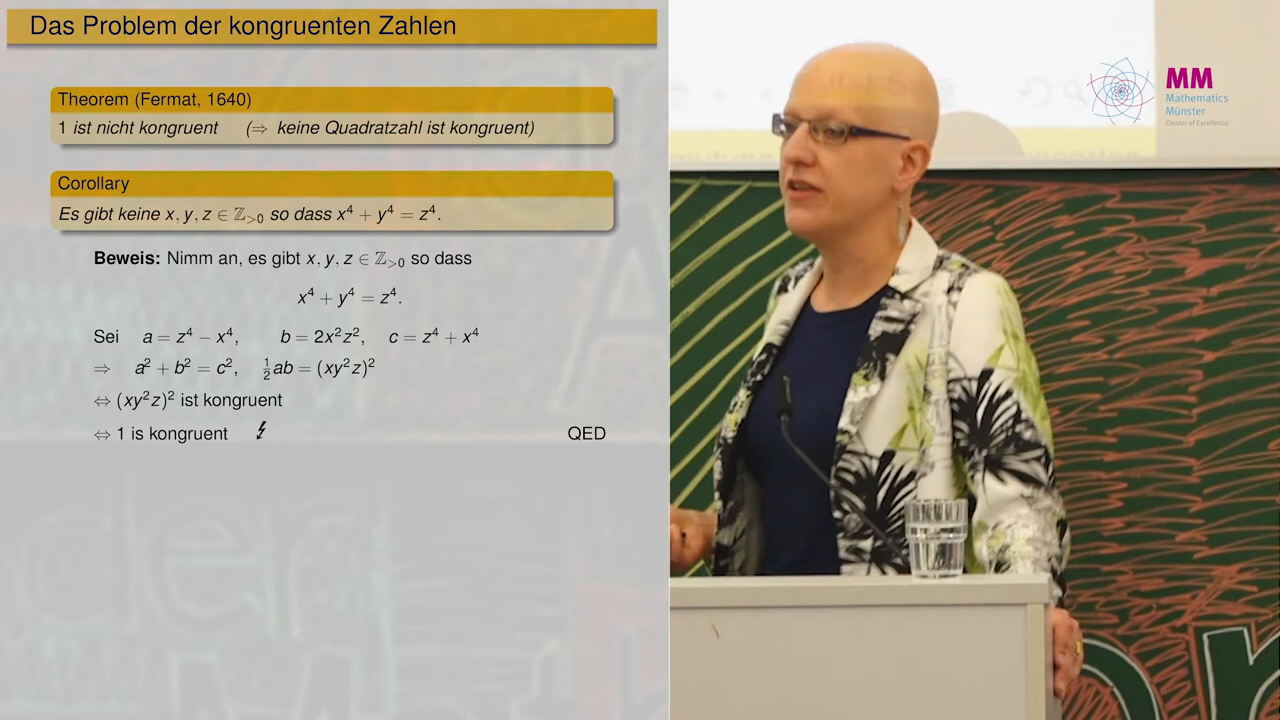 Das Problem der kongruenten Zahlen
Theorem (Fermat, 1640)
1 ist nicht kongruent (⇒ keine Quadratzahl ist kongruent)
Corollary
Es gibt keine x, y, z ∈ ℤ>0 so dass x⁴ + y⁴ = z⁴.
Beweis: Nimm an, es gibt x, y, z ∈ ℤ>0 so dass
x⁴ + y⁴ = z⁴.
Sei a = z⁴ − x⁴, b = 2x²z², c = z⁴ + x⁴
⇒ a² + b² = c², ½ab = (xy²z)²
⇔ (xy²z)² ist kongruent
⇔ 1 is kongruent ↯ QED
MM
Mathematics
Münster
Cluster of Excellence